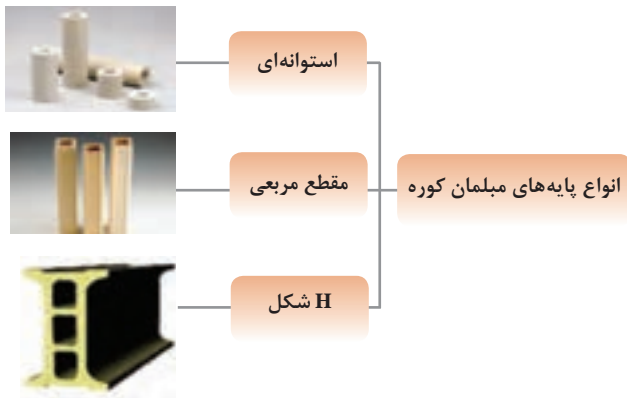 انواع پایه‌های مبلمان کوره
استوانه‌ای
مقطع مربعی
H شکل